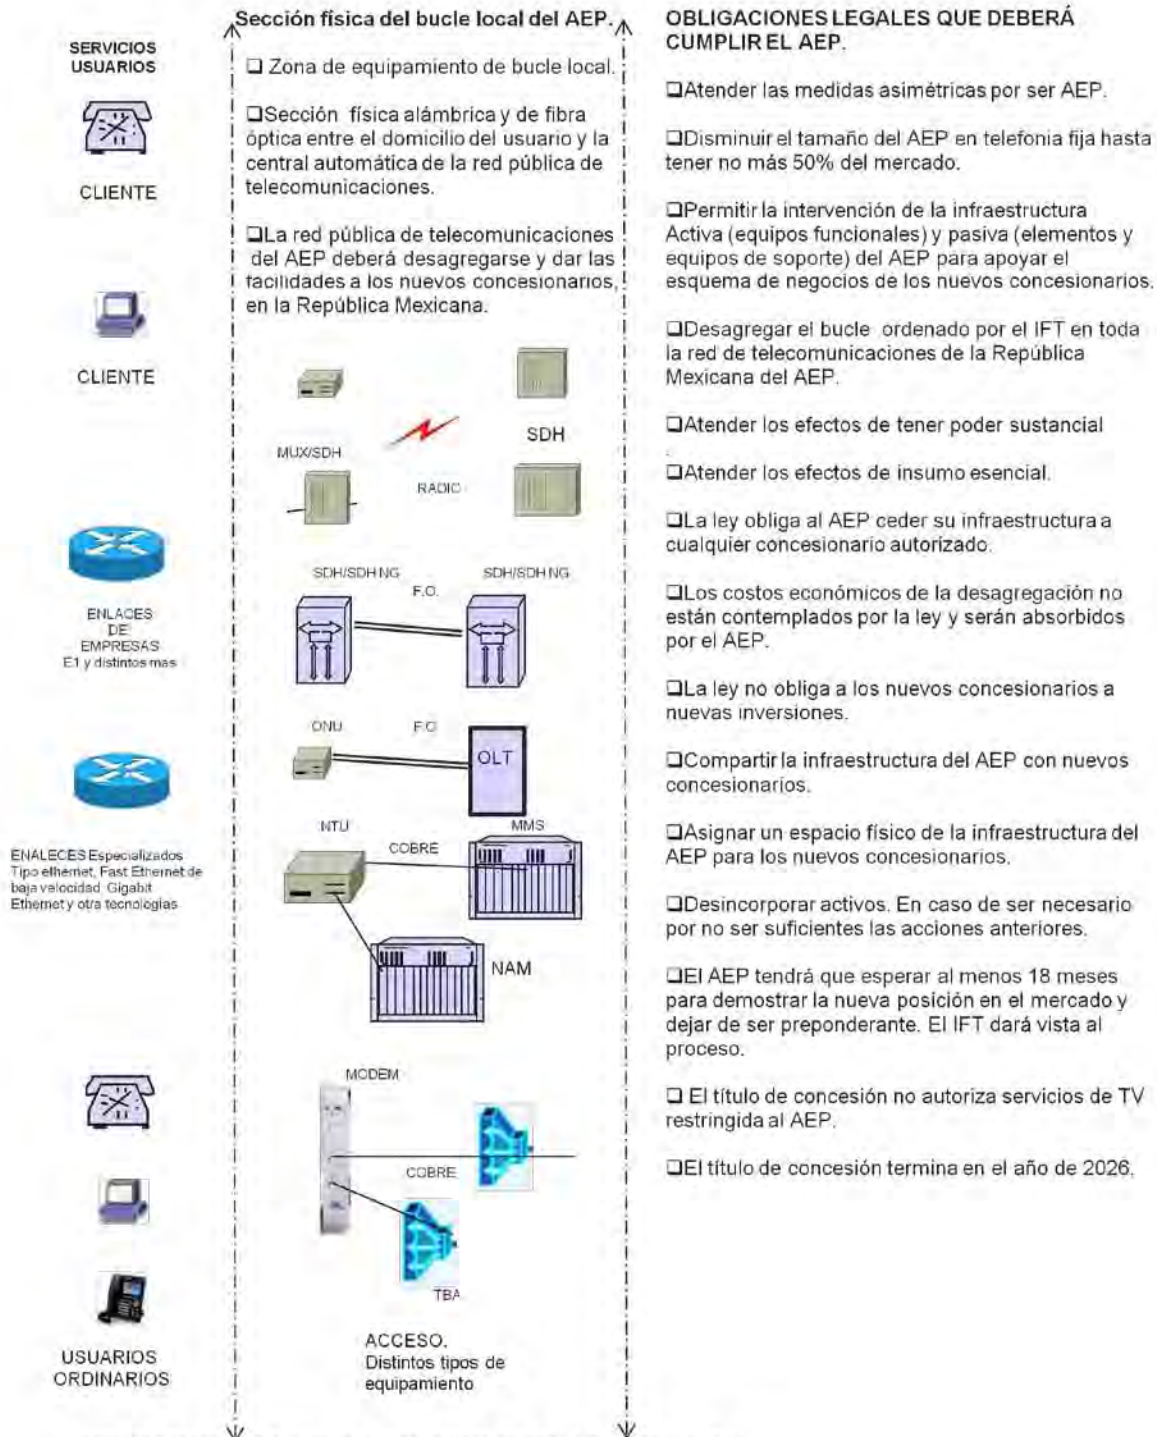 SERVICIOS
USUARIOS
CLIENTE
CLIENTE
ENLACES
DE
EMPRESAS
E1 y distintos mas
ENALECES Especializados
Tipo ethernet, Fast Ethernet de
baja velocidad Gigabit
Ethernet y otra tecnologias
USUARIOS
ORDINARIOS
Sección física del bucle local del AEP.
❑ Zona de equipamiento de bucle local.
❑Sección física alámbrica y de fibra
óptica entre el domicilio del usuario y la
central automática de la red pública de
telecomunicaciones.
❑La red pública de telecomunicaciones
del AEP deberá desagregarse y dar las
facilidades a los nuevos concesionarios,
en la República Mexicana.
SDH
MUX/SDH
RADIO
SDH/SDH NG
SDH/SDH NG
F.O.
ONU
F.O
OLT
NTU
COBRE
MMS
NAM
MODEM
COBRE
TBA
ACCESO.
Distintos tipos de
equipamiento
OBLIGACIONES LEGALES QUE DEBERÁ
CUMPLIR EL AEP.
❑Atender las medidas asimétricas por ser AEP.
❑Disminuir el tamaño del AEP en telefonia fija hasta
tener no más 50% del mercado.
❑Permitir la intervención de la infraestructura
Activa (equipos funcionales) y pasiva (elementos y
equipos de soporte) del AEP para apoyar el
esquema de negocios de los nuevos concesionarios.
❑Desagregar el bucle ordenado por el IFT en toda
la red de telecomunicaciones de la República
Mexicana del AEP.
❑Atender los efectos de tener poder sustancial
.
❑Atender los efectos de insumo esencial.
❑La ley obliga al AEP ceder su infraestructura a
cualquier concesionario autorizado.
❑Los costos económicos de la desagregación no
están contemplados por la ley y serán absorbidos
por el AEP.
❑La ley no obliga a los nuevos concesionarios a
nuevas inversiones.
❑Compartir la infraestructura del AEP con nuevos
concesionarios.
❑Asignar un espacio físico de la infraestructura del
AEP para los nuevos concesionarios.
❑Desincorporar activos. En caso de ser necesario
por no ser suficientes las acciones anteriores.
❑El AEP tendrá que esperar al menos 18 meses
para demostrar la nueva posición en el mercado y
dejar de ser preponderante. El IFT dará vista al
proceso.
❑ El título de concesión no autoriza servicios de TV
restringida al AEP.
❑El título de concesión termina en el año de 2026.